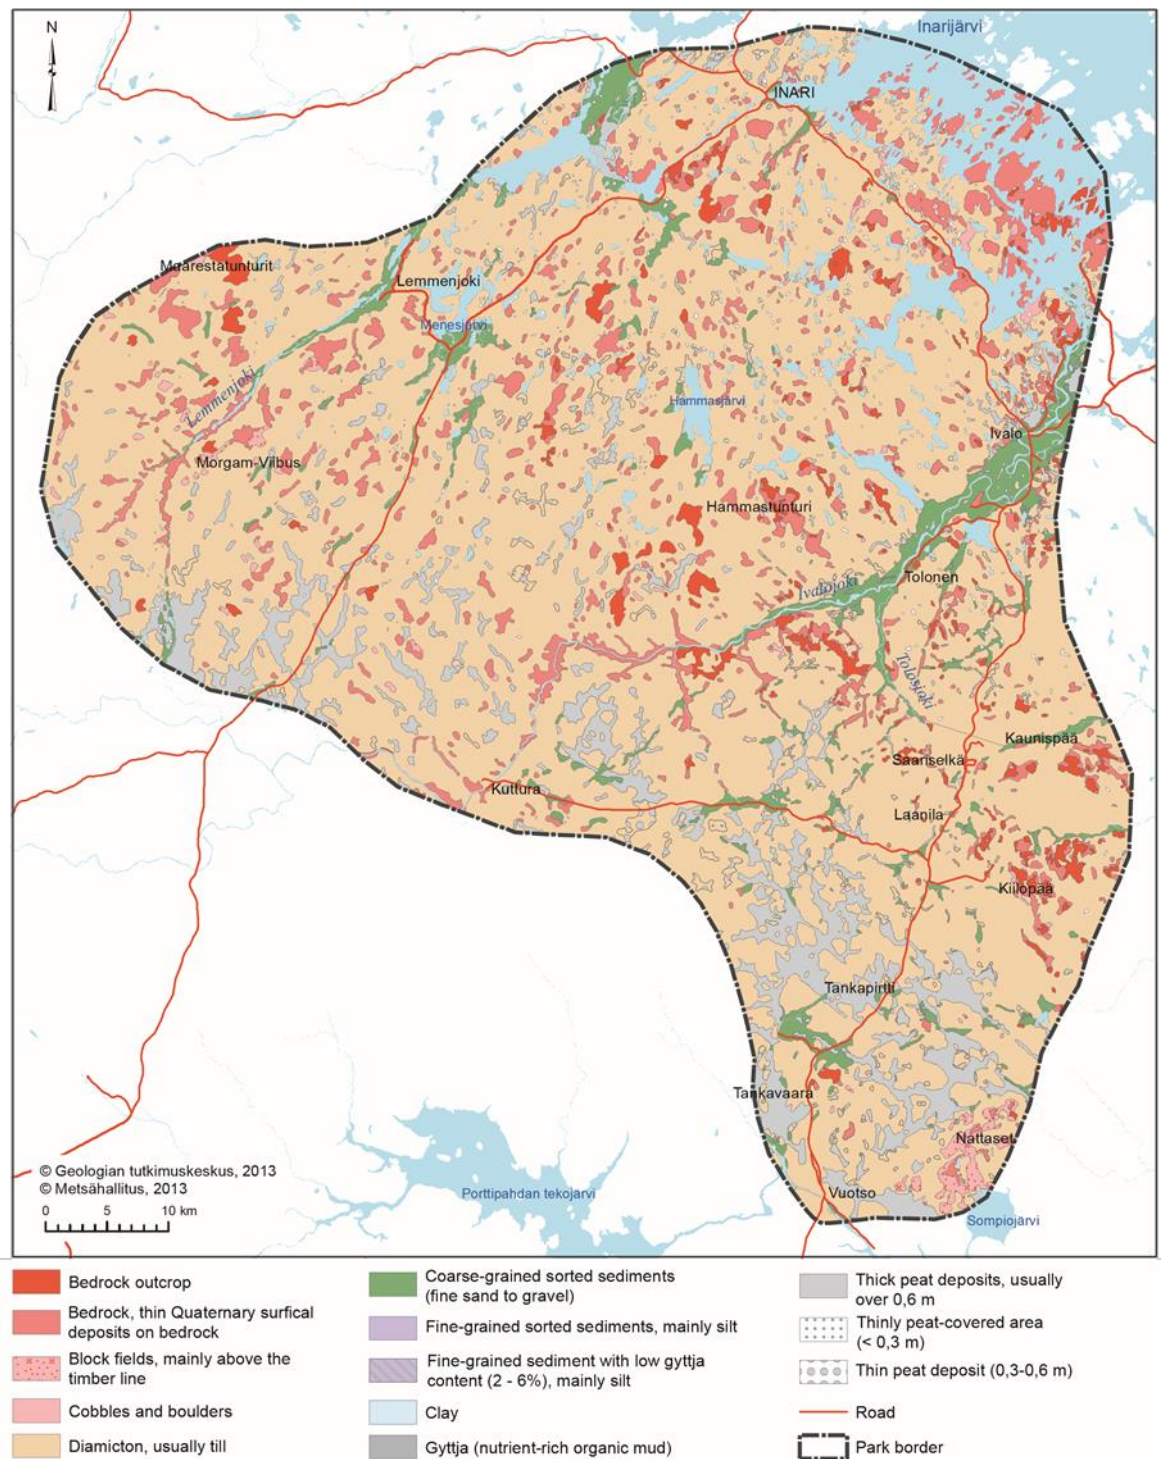 N
Inarijärvi
INARI
Maarestatunturit
Lemmenjoki
Menesjärvi
Lemmenjoki
Hammasjärvi
Ivalo
Morgam-Viibus
Hammastunturi
Tolonen
Ivalojoki
Tolosjoki
Kaunispää
Saariselkä
Kuttura
Laanila
Kiilopää
Tankapirtti
Tankavaara
Nattaset
© Geologian tutkimuskeskus, 2013
© Metsähallitus, 2013
Porttipahdan tekojärvi
Vuotso
Sompiojärvi
0 5 10 km
Bedrock outcrop
Bedrock, thin Quaternary surfical
deposits on bedrock
Block fields, mainly above the
timber line
Cobbles and boulders
Diamicton, usually till
Coarse-grained sorted sediments
(fine sand to gravel)
Fine-grained sorted sediments, mainly silt
Fine-grained sediment with low gyttja
content (2 - 6%), mainly silt
Clay
Gyttja (nutrient-rich organic mud)
Thick peat deposits, usually
over 0,6 m
Thinly peat-covered area
(< 0,3 m)
Thin peat deposit (0,3-0,6 m)
Road
Park border